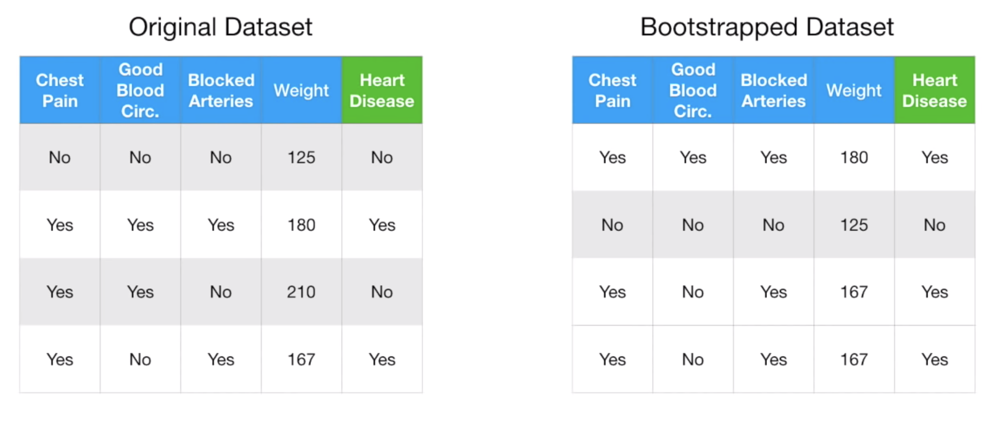 Original Dataset
Chest Pain Good Blood Circ. Blocked Arteries Weight Heart Disease
No No No 125 No
Yes Yes Yes 180 Yes
Yes Yes No 210 No
Yes No Yes 167 Yes
Bootstrapped Dataset
Chest Pain Good Blood Circ. Blocked Arteries Weight Heart Disease
Yes Yes Yes 180 Yes
No No No 125 No
Yes No Yes 167 Yes
Yes No Yes 167 Yes